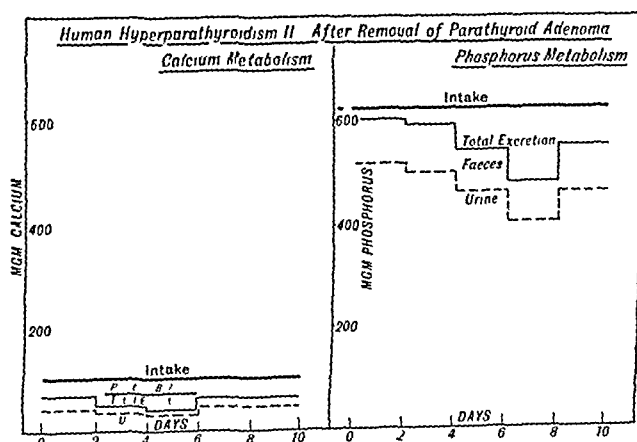 Human Hyperparathyroidism II After Removal of Parathyroid Adenoma
Calcium Metabolism
Phosphorus Metabolism
MGM CALCIUM
600
400
200
Intake
U
DAYS
0 2 4 6 8 10
MGM PHOSPHORUS
600
400
200
Intake
Total Excretion
Faeces
Urine
DAYS
0 2 4 6 8 10